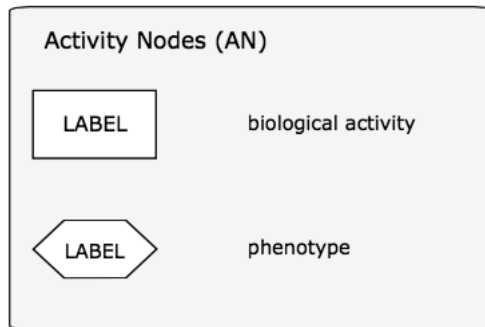 Activity Nodes (AN)
LABEL biological activity
LABEL phenotype